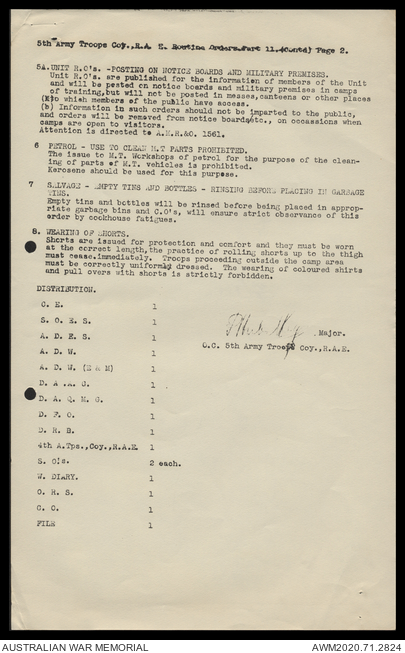 5th Army Troops Coy.,R.A. E. Routine Orders.Part 11.(Contd) Page 2.
5A.UNIT R.O's. -POSTING ON NOTICE BOARDS AND MILITARY PREMISES.
Unit R.O's. are published for the information of members of the Unit
and will be posted on notice boards and military premises in camps
of training,but will not be posted in messes,canteens or other places
to which members of the public have access.
(b) Information in such orders should not be imparted to the public,
and orders will be removed from notice boards,etc., on occassions when
camps are open to visitors.
Attention is directed to A.M.R.&O. 1561.
6 PETROL - USE TO CLEAN M.T PARTS PROHIBITED.
The issue to M.T. Workshops of petrol for the purpose of the clean-
ing of parts of M.T. vehicles is prohibited.
Kerosene should be used for this purpose.
7 SALVAGE - EMPTY TINS AND BOTTLES - RINSING BEFORE PLACING IN GARBAGE
TINS.
Empty tins and bottles will be rinsed before being placed in approp-
riate garbage bins and C.O's, will ensure strict observance of this
order by cookhouse fatigues.
8. WEARING OF SHORTS.
Shorts are issued for protection and comfort and they must be worn
at the correct length,the practice of rolling shorts up to the thigh
must cease.immediately. Troops proceeding outside the camp area
must be correctly uniformly dressed. The wearing of coloured shirts
and pull overs with shorts is strictly forbidden.
DISTRIBUTION.
C. E. 1
S. O. E. S. 1
A. D. E. S. 1
A. D. W. 1
A. D. W. (E & M) 1
D. A .A. G. 1
D. A. Q. M. G. 1
D. F. O. 1
D. R. B. 1
4th A.Tps.,Coy.,R.A.E. 1
S. O's. 2 each.
W. DIARY. 1
O. R. S. 1
C. O. 1
FILE 1
Major.
O.C. 5th Army Troops Coy.,R.A.E.
AUSTRALIAN WAR MEMORIAL
AWM2020.71.2824